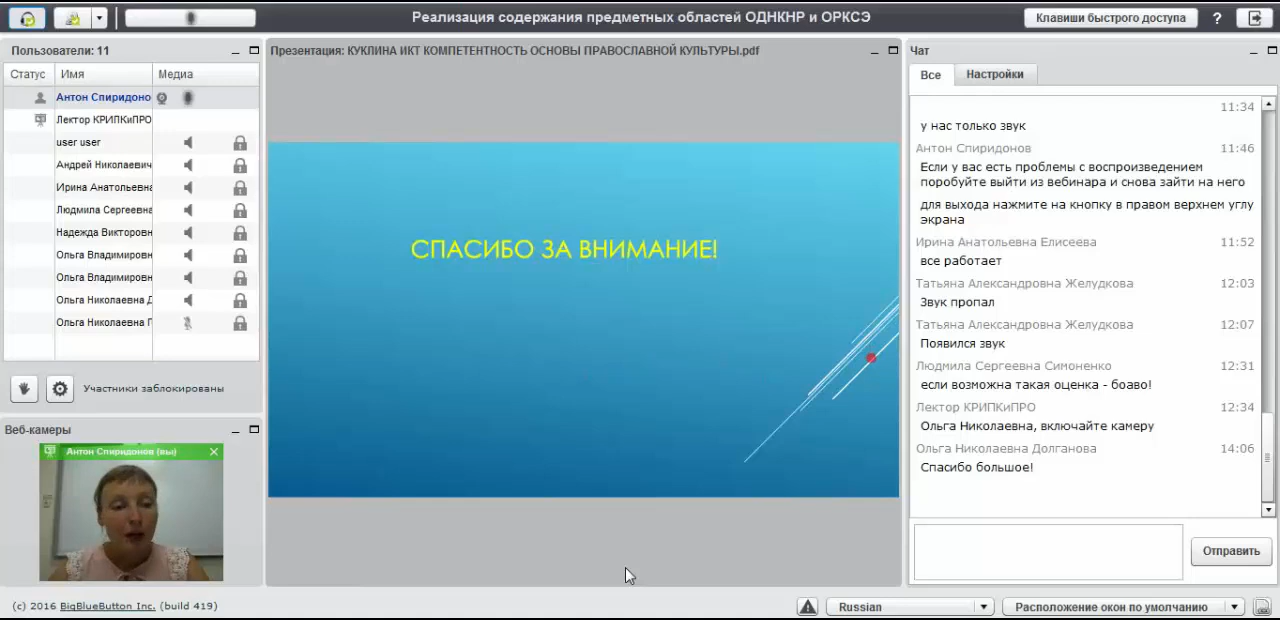 Реализация содержания предметных областей ОДНКНР и ОРКСЭ
Клавиши быстрого доступа
?
Пользователи: 11
Статус Имя Медиа
Антон Спиридоно
Лектор КРИПКиПРО
user user
Андрей Николаевич
Ирина Анатольевна
Людмила Сергеевна
Надежда Викторовн
Ольга Владимировн
Ольга Владимировн
Ольга Николаевна Д
Ольга Николаевна Г
Участники заблокированы
Веб-камеры
Антон Спиридонов (вы)
Презентация: КУКЛИНА ИКТ КОМПЕТЕНТНОСТЬ ОСНОВЫ ПРАВОСЛАВНОЙ КУЛЬТУРЫ.pdf
СПАСИБО ЗА ВНИМАНИЕ!
Чат
Все Настройки
11:34
у нас только звук
Антон Спиридонов 11:46
Если у вас есть проблемы с воспроизведением
поробуйте выйти из вебинара и снова зайти на него
для выхода нажмите на кнопку в правом верхнем углу
экрана
Ирина Анатольевна Елисеева 11:52
все работает
Татьяна Александровна Желудкова 12:03
Звук пропал
Татьяна Александровна Желудкова 12:07
Появился звук
Людмила Сергеевна Симоненко 12:31
если возможна такая оценка - боаво!
Лектор КРИПКиПРО 12:34
Ольга Николаевна, включайте камеру
Ольга Николаевна Долганова 14:06
Спасибо большое!
Отправить
(c) 2016 BigBlueButton Inc. (build 419)
Russian
Расположение окон по умолчанию